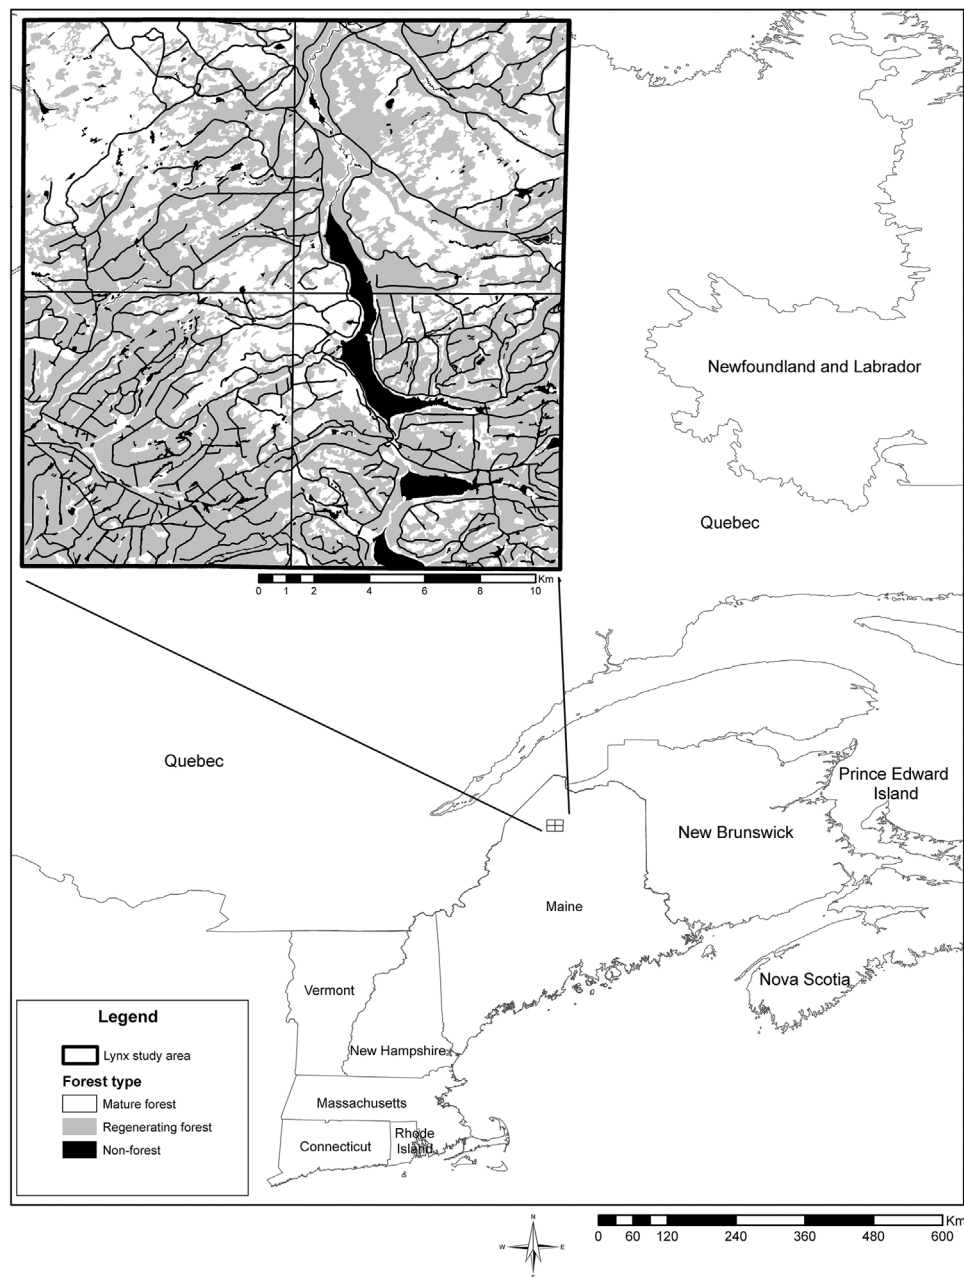 Newfoundland and Labrador
Quebec
Km
0 1 2 4 6 8 10
Quebec
Prince Edward
Island
New Brunswick
Maine
Nova Scotia
Vermont
New Hampshire
Massachusetts
Connecticut
Rhode
Island
Legend
Lynx study area
Forest type
Mature forest
Regenerating forest
Non-forest
N
W E
Km
0 60 120 240 360 480 600